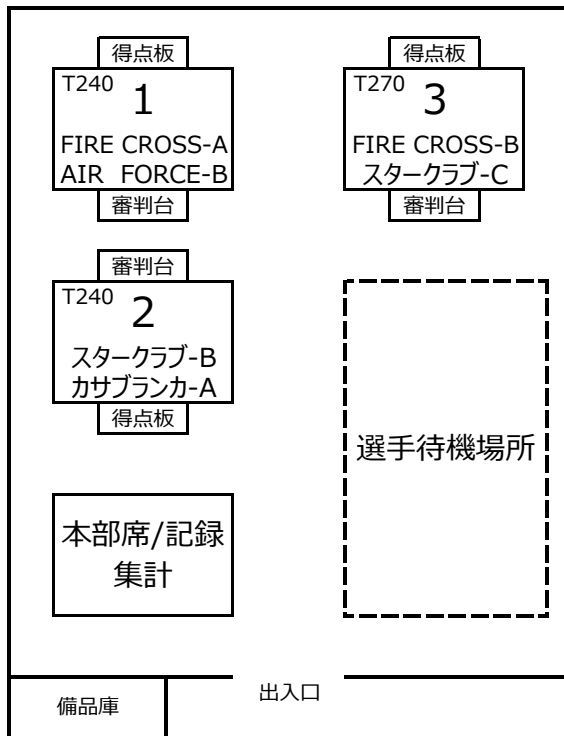 得点板
T240 1
FIRE CROSS-A
AIR FORCE-B
審判台
得点板
T270 3
FIRE CROSS-B
スタークラブ-C
審判台
審判台
T240 2
スタークラブ-B
カサブランカ-A
得点板
選手待機場所
本部席/記録
集計
備品庫
出入口